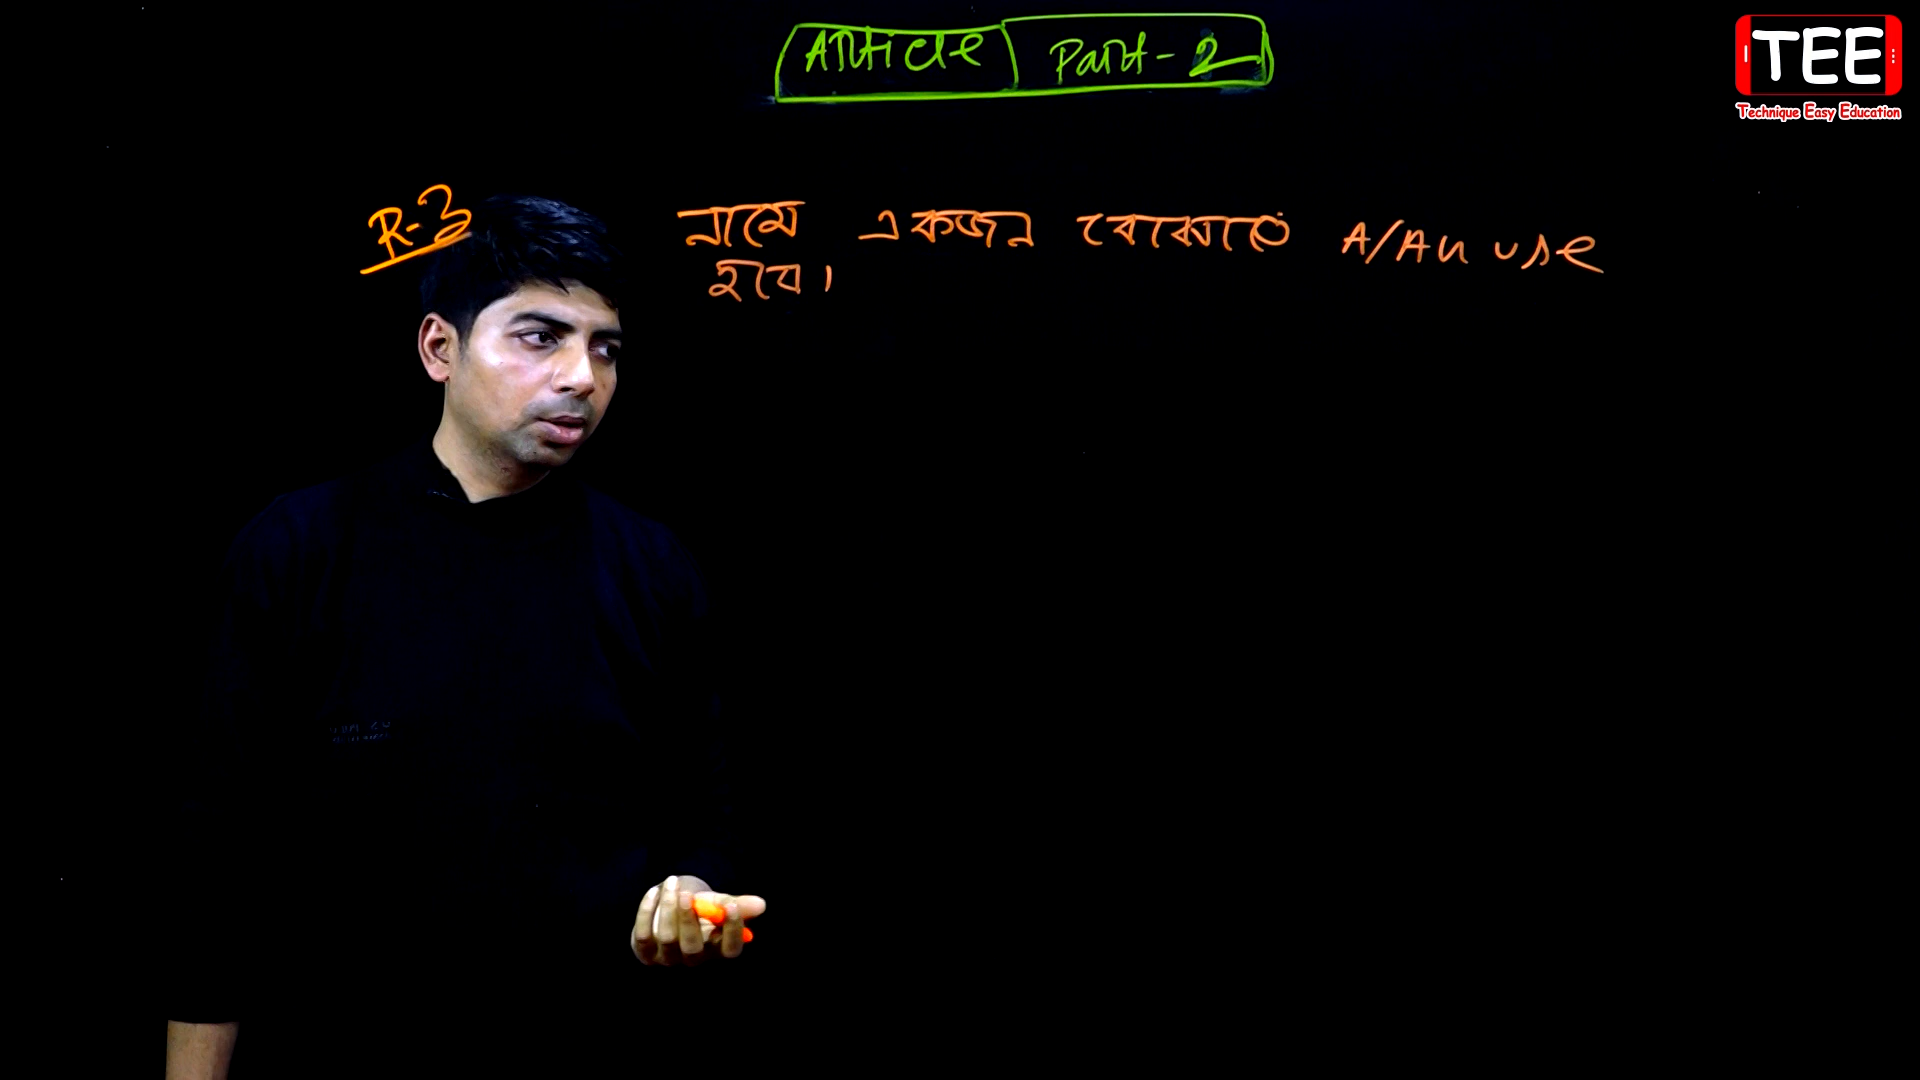 Article Part-2
TEE
Technique Easy Education
R-3 নামে একজন বোঝাতে A/An use
হবে।